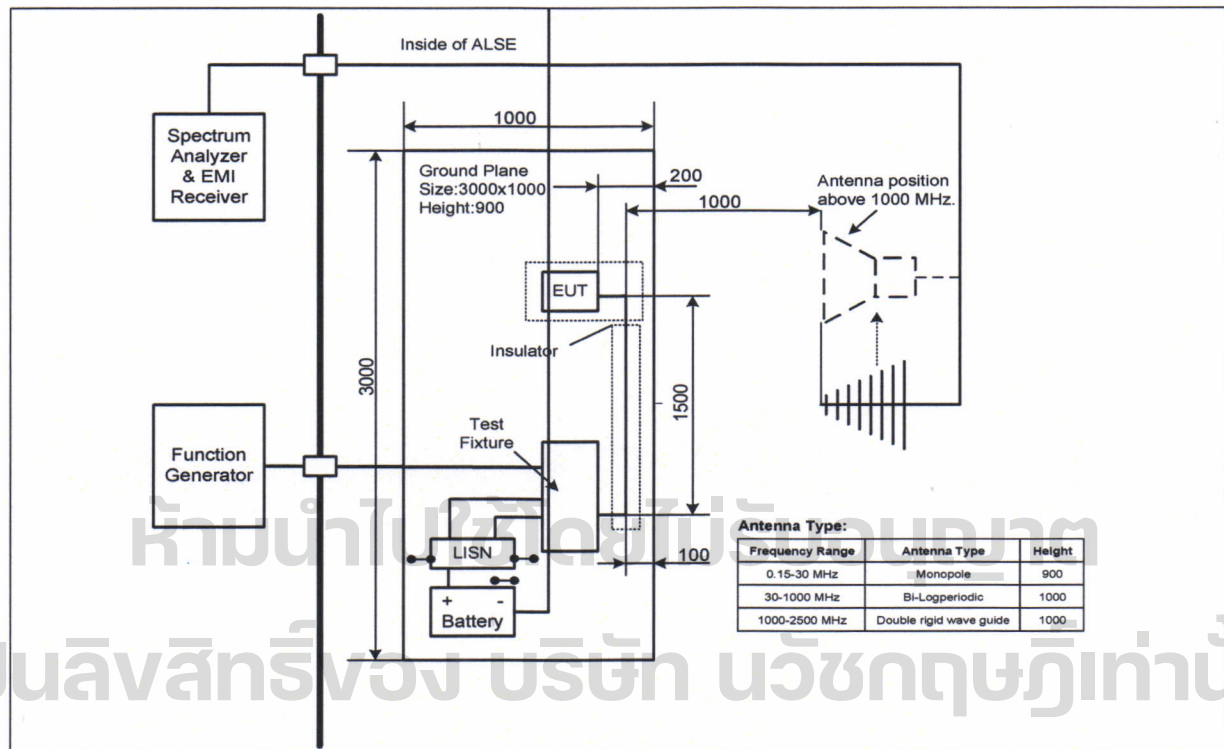 Inside of ALSE
Spectrum
Analyzer
& EMI
Receiver
1000
Ground Plane
Size:3000x1000
Height:900
200
1000
Antenna position
above 1000 MHz.
EUT
Insulator
3000
1500
Test
Fixture
Function
Generator
ห้ามนำไปใช้โดยไม่รับอนุญาต
LISN
100
+ -
Battery
Antenna Type:
Frequency Range Antenna Type Height
0.15-30 MHz Monopole 900
30-1000 MHz Bi-Logperiodic 1000
1000-2500 MHz Double rigid wave guide 1000
ป็นลิขสิทธิ์ของ บริษัท นวัชกฤษฎิ์เท่านั้